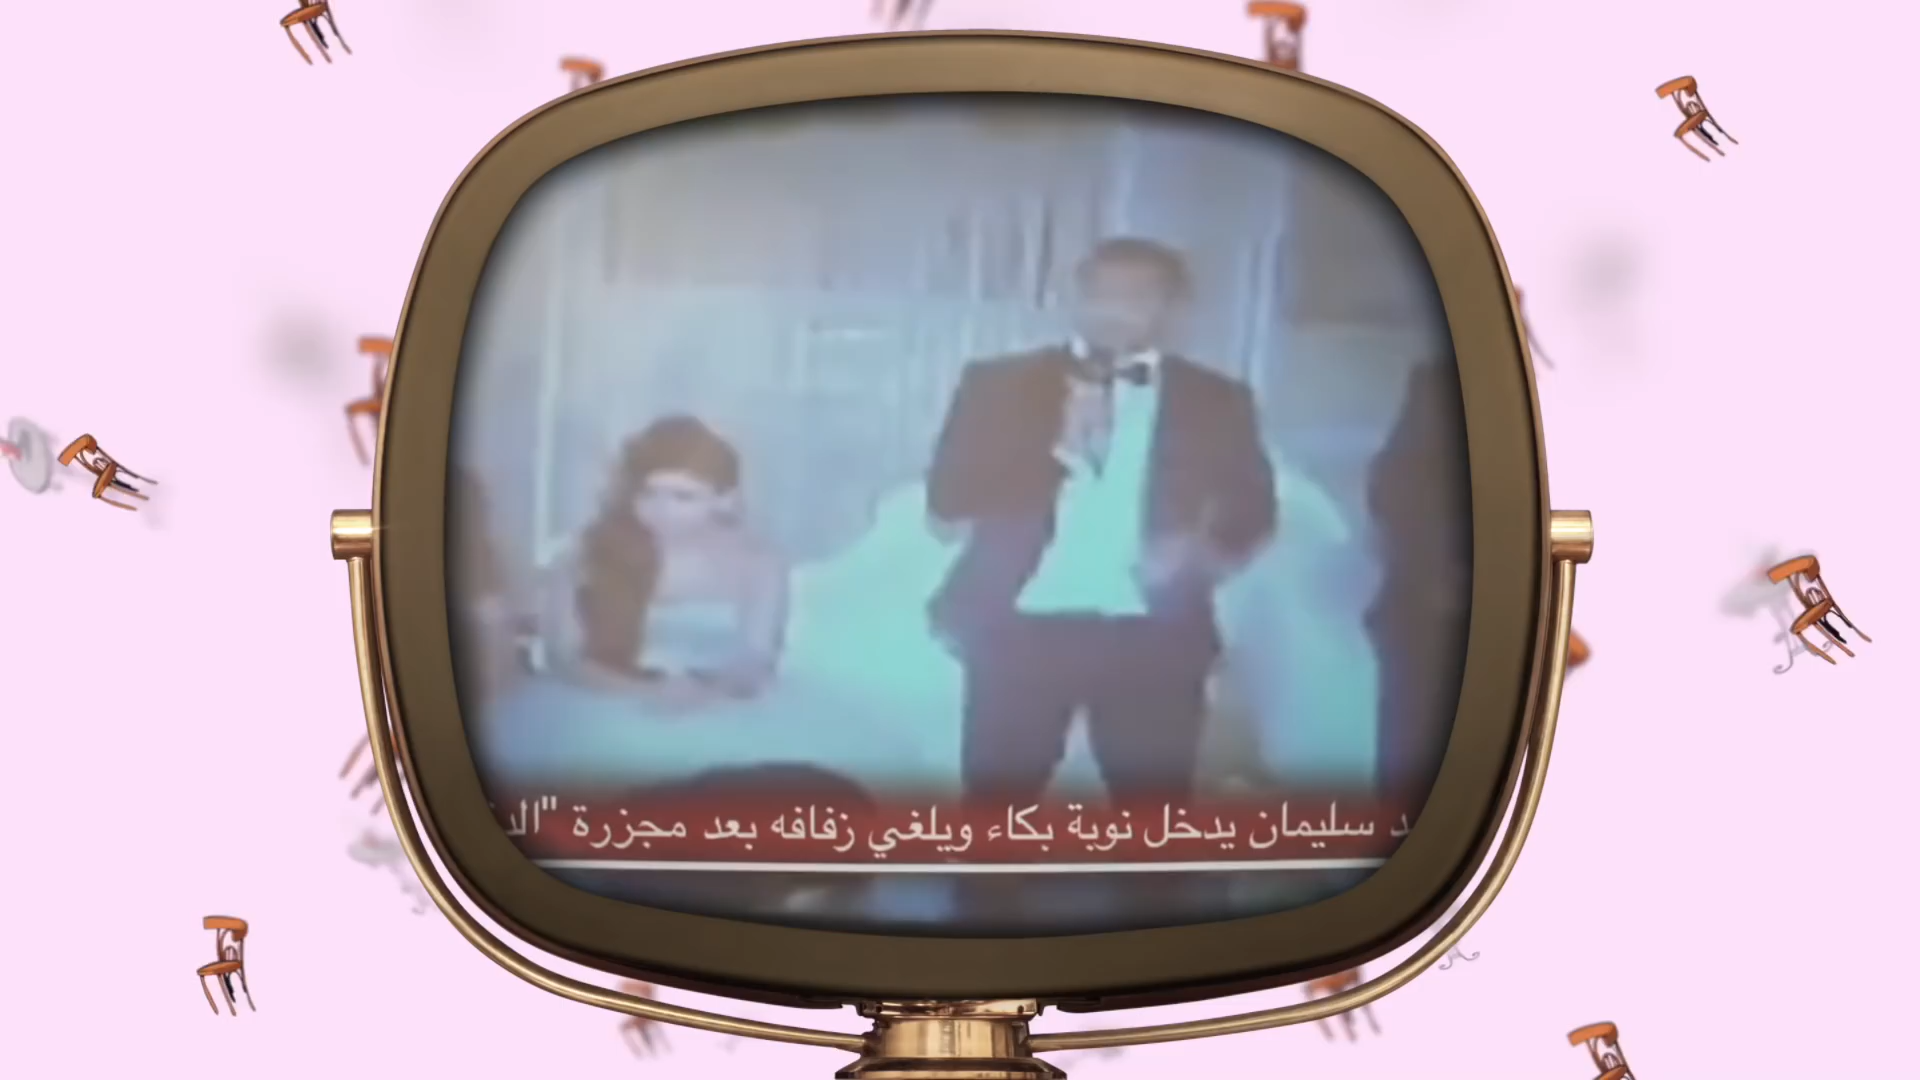 سليمان يدخل نوبة بكاء ويلغي زفافه بعد مجزرة